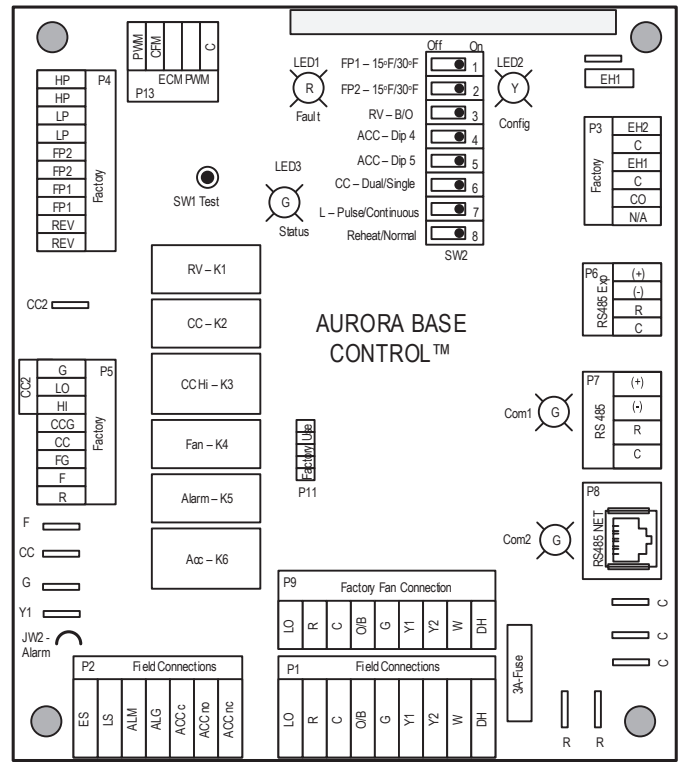 PWM
CFM
C
ECM PWM
P13
Off On
LED1
R
Fault
FP1 – 15ºF/30ºF 1
FP2 – 15ºF/30ºF 2
RV – B/O 3
ACC – Dip 4 4
ACC – Dip 5 5
CC – Dual/Single 6
L – Pulse/Continuous 7
Reheat/Normal 8
SW2
LED2
Y
Config
EH1
HP P4
HP
LP
LP
FP2
FP2
FP1
FP1
REV
REV
Factory
SW1 Test
LED3
G
Status
P3 EH2
C
EH1
C
CO
N/A
Factory
RV – K1
CC2
CC – K2
AURORA BASE
CONTROL™
P6 (+)
(-)
R
C
RS485 Exp
CC2
G P5
LO
HI
CCG
CC
FG
F
R
Factory
CC Hi – K3
Fan – K4
Alarm – K5
Acc – K6
Factory Use
P11
Com1 G
P7 (+)
(-)
R
C
RS 485
Com2 G
P8
RS485 NET
F
CC
G
Y1
JW2 -
Alarm
P9 Factory Fan Connection
LO R C O/B G Y1 Y2 W DH
P2 Field Connections
ES LS ALM ALG ACC c ACC no ACC nc
P1 Field Connections
LO R C O/B G Y1 Y2 W DH
3A-Fuse
C
C
C
R R